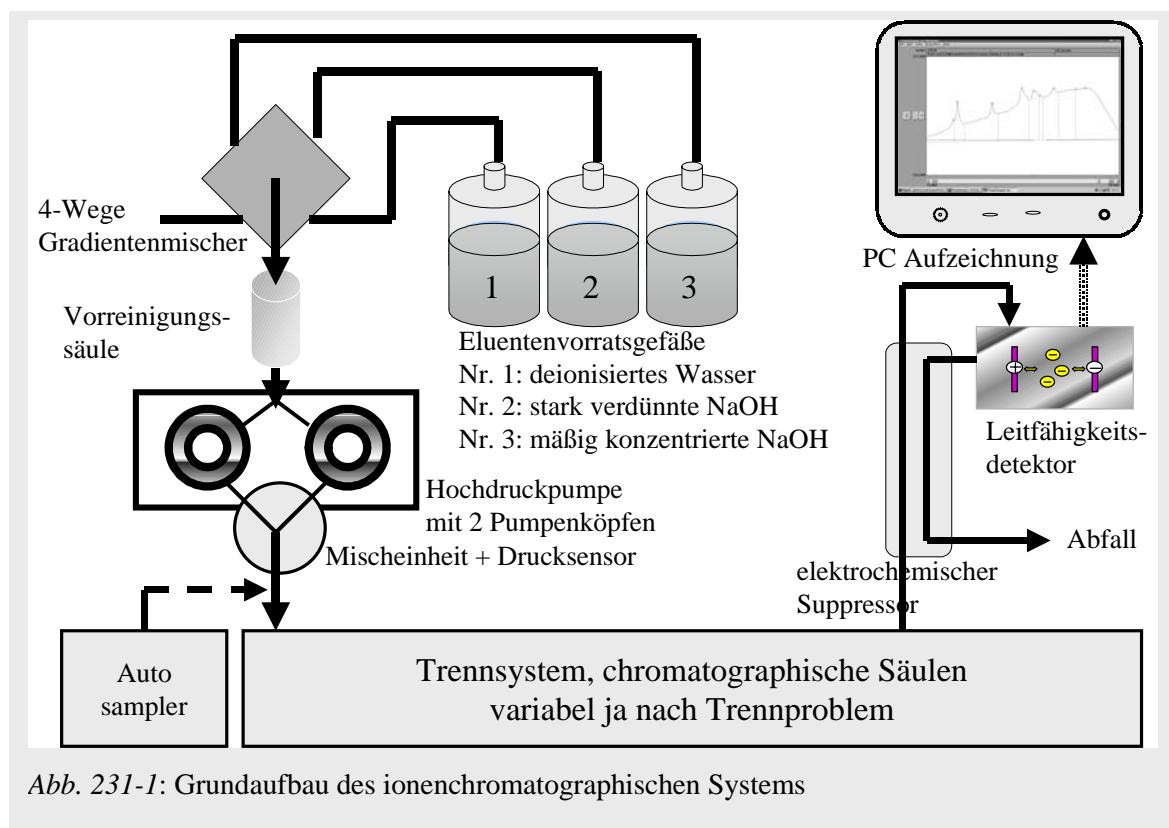 4-Wege
Gradientenmischer
Vorreinigungs-
säule
1
2
3
Eluentenvorratsgefäße
Nr. 1: deionisiertes Wasser
Nr. 2: stark verdünnte NaOH
Nr. 3: mäßig konzentrierte NaOH
PC Aufzeichnung
Leitfähigkeits-
detektor
Hochdruckpumpe
mit 2 Pumpenköpfen
Mischeinheit + Drucksensor
Abfall
elektrochemischer
Suppressor
Auto
sampler
Trennsystem, chromatographische Säulen
variabel ja nach Trennproblem
Abb. 231-1: Grundaufbau des ionenchromatographischen Systems